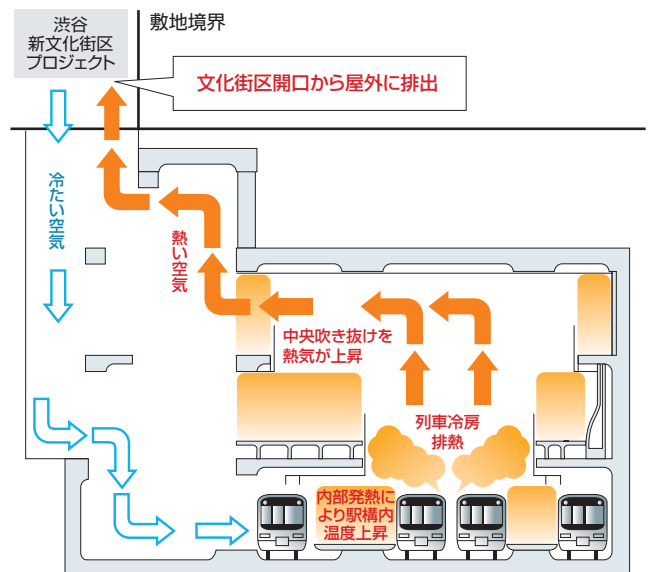 渋谷
新文化街区
プロジェクト
敷地境界
文化街区開口から屋外に排出
冷たい空気
熱い空気
中央吹き抜けを
熱気が上昇
列車冷房
排熱
内部発熱に
より駅構内
温度上昇